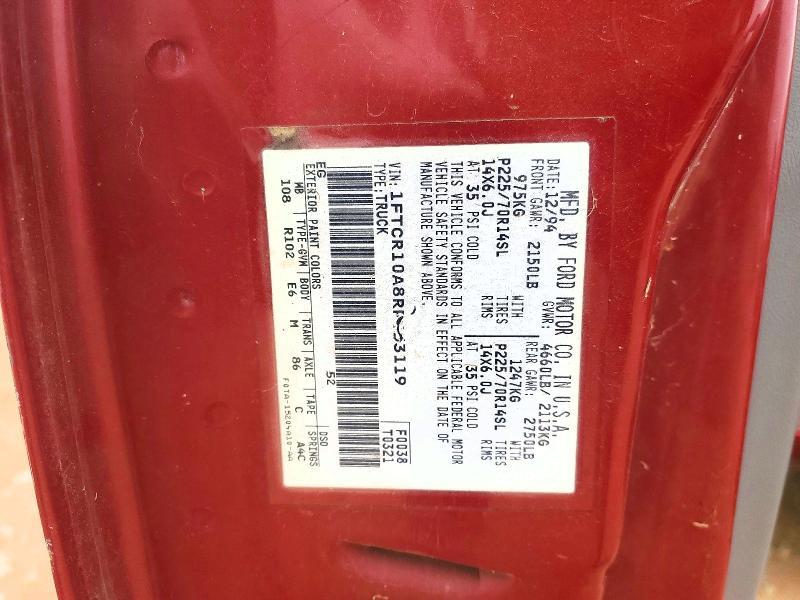 MFD. BY FORD MOTOR CO. IN U.S.A.
DATE: 12/94 GVWR: 4660LB/ 2113KG
FRONT GAWR: 2150LB REAR GAWR: 2750LB
975KG WITH 1247KG WITH
P225/70R14SL TIRES P225/70R14SL TIRES
14X6.0J RIMS 14X6.0J RIMS
AT 35 PSI COLD AT 35 PSI COLD
THIS VEHICLE CONFORMS TO ALL APPLICABLE FEDERAL MOTOR
VEHICLE SAFETY STANDARDS IN EFFECT ON THE DATE OF
MANUFACTURE SHOWN ABOVE.
VIN: F0038
TYPE: TRUCK T0321
EG 52
EXTERIOR PAINT COLORS DSO
WB TYPE-GVW BODY TRANS AXLE TAPE SPRINGS
108 R102 E6 M 86 C A4C
F0TA-15204A10-AA